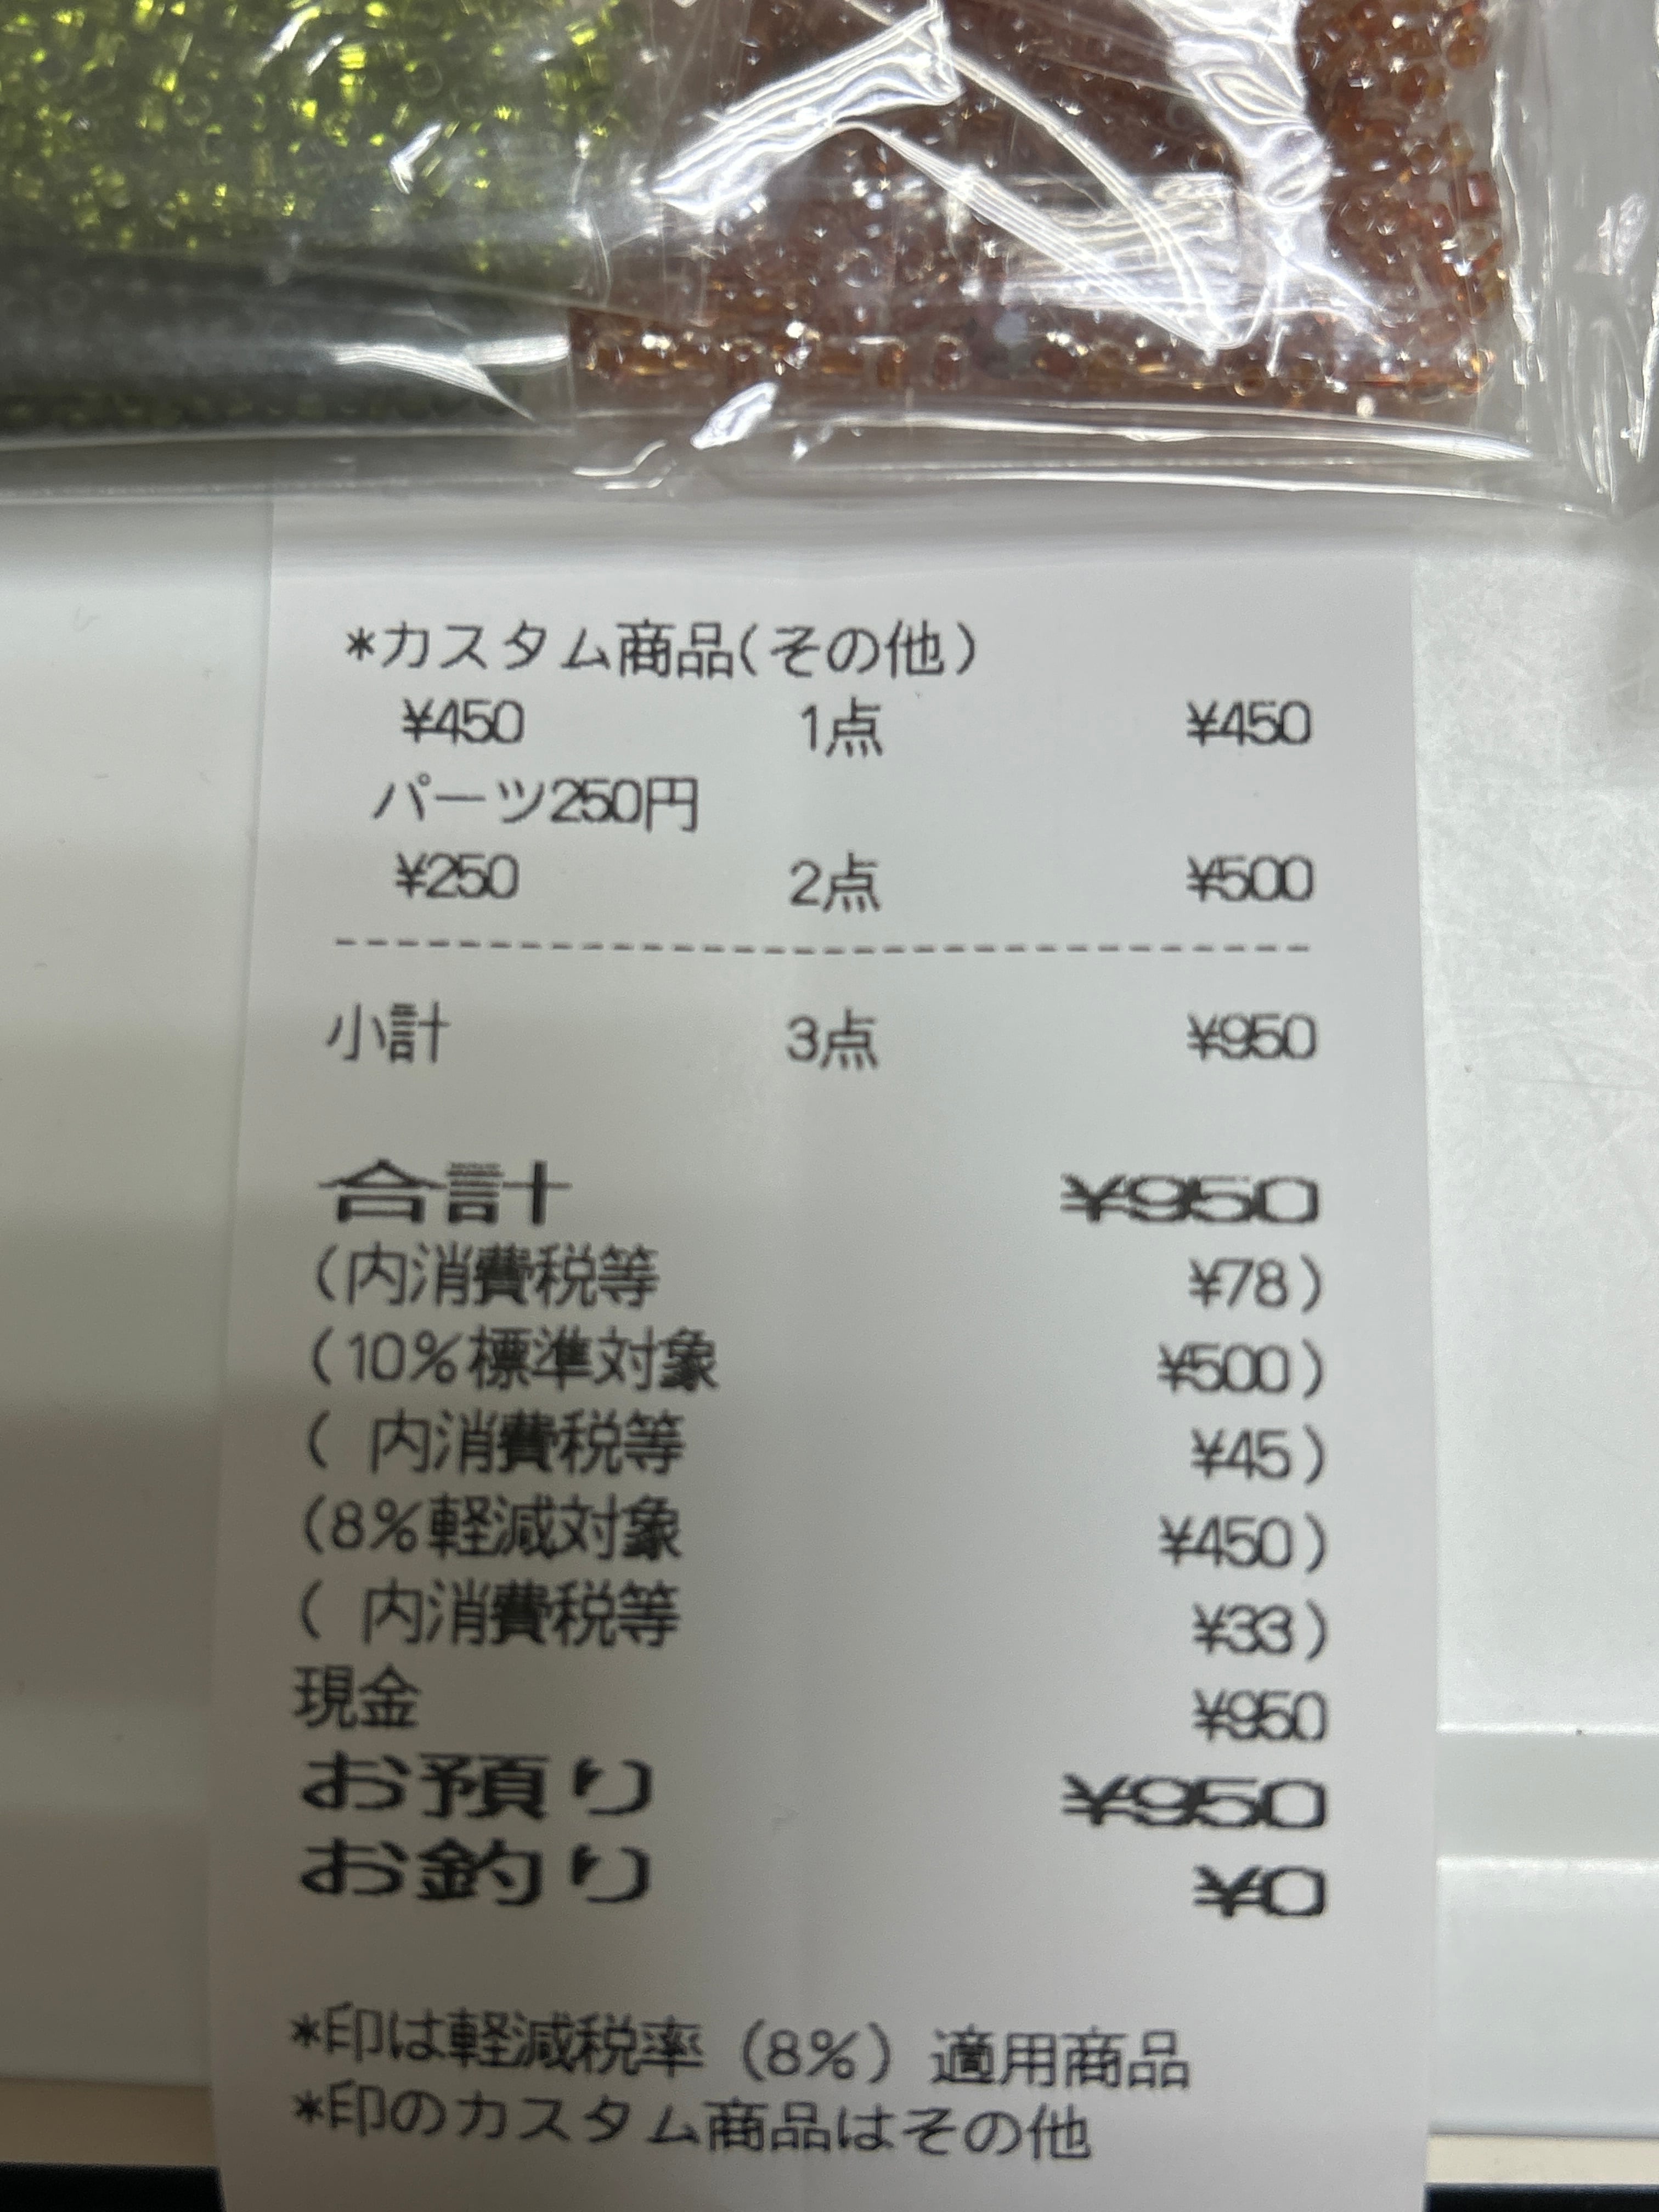 *カスタム商品(その他)
¥450 1点 ¥450
パーツ250円
¥250 2点 ¥500
--------------------------------
小計 3点 ¥950
合計 ¥950
(内消費税等 ¥78)
(10%標準対象 ¥500)
( 内消費税等 ¥45)
(8%軽減対象 ¥450)
( 内消費税等 ¥33)
現金 ¥950
お預り ¥950
お釣り ¥0
*印は軽減税率(8%)適用商品
*印のカスタム商品はその他